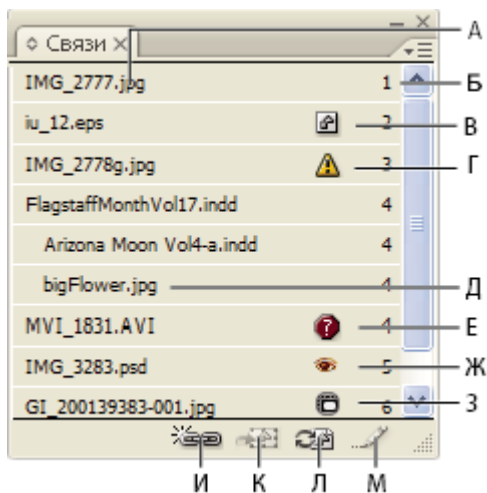 А
Связи
IMG_2777.jpg 1 Б
iu_12.eps 2 В
IMG_2778g.jpg 3 Г
FlagstaffMonthVol17.indd 4
Arizona Moon Vol4-a.indd 4
bigFlower.jpg 4 Д
MVI_1831.AVI ? 4 Е
IMG_3283.psd 5 Ж
GI_200139383-001.jpg 6 З
И К Л М